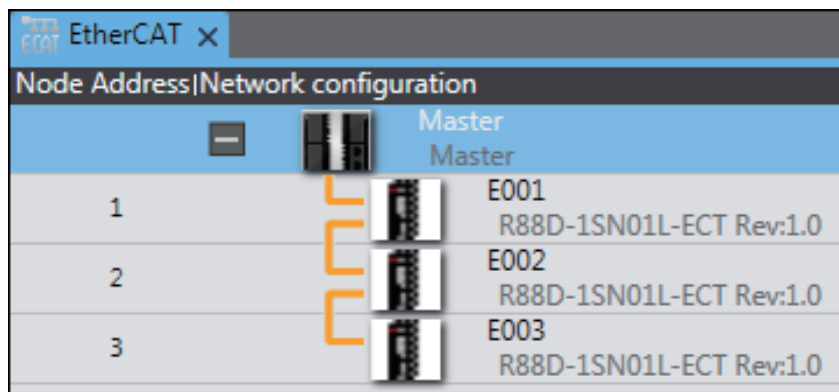 ECAT EtherCAT ×
Node Address|Network configuration
Master
Master
1 E001
R88D-1SN01L-ECT Rev:1.0
2 E002
R88D-1SN01L-ECT Rev:1.0
3 E003
R88D-1SN01L-ECT Rev:1.0